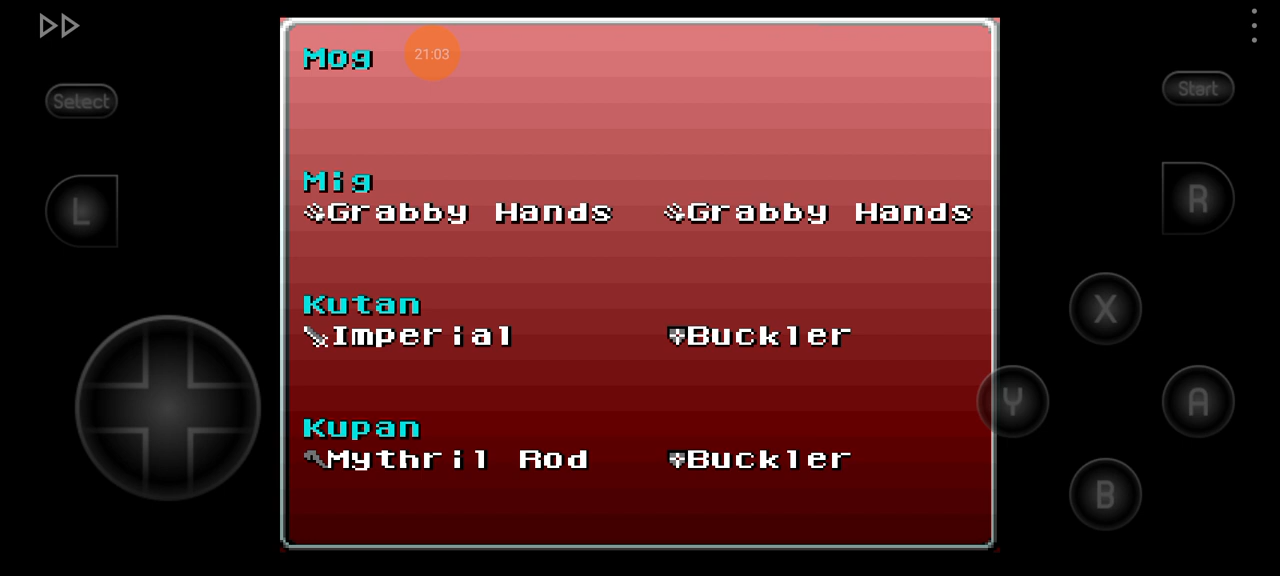 Mog
21:03
Select
Start
Mig
Grabby Hands Grabby Hands
L
R
Kutan
X
Imperial Buckler
Y
A
Kupan
Mythril Rod Buckler
B